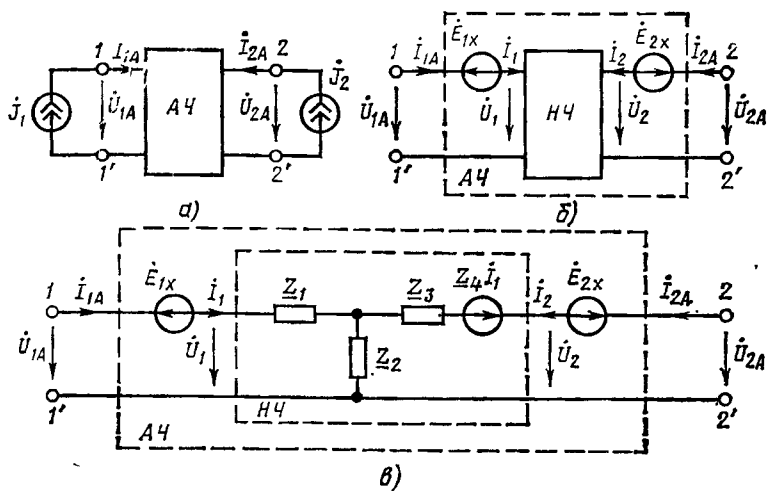 1 İ1A İ2A 2
J̇1 U̇1A АЧ U̇2A J̇2
1' 2'
а)
1 İ1A Ė1x İ1 İ2 Ė2x İ2A 2
U̇1A U̇1 НЧ U̇2 U̇2A
1' АЧ 2'
б)
1 İ1A Ė1x İ1 Z1 Z3 Z4İ1 İ2 Ė2x İ2A 2
U̇1A U̇1 Z2 U̇2 U̇2A
1' НЧ 2'
АЧ
в)